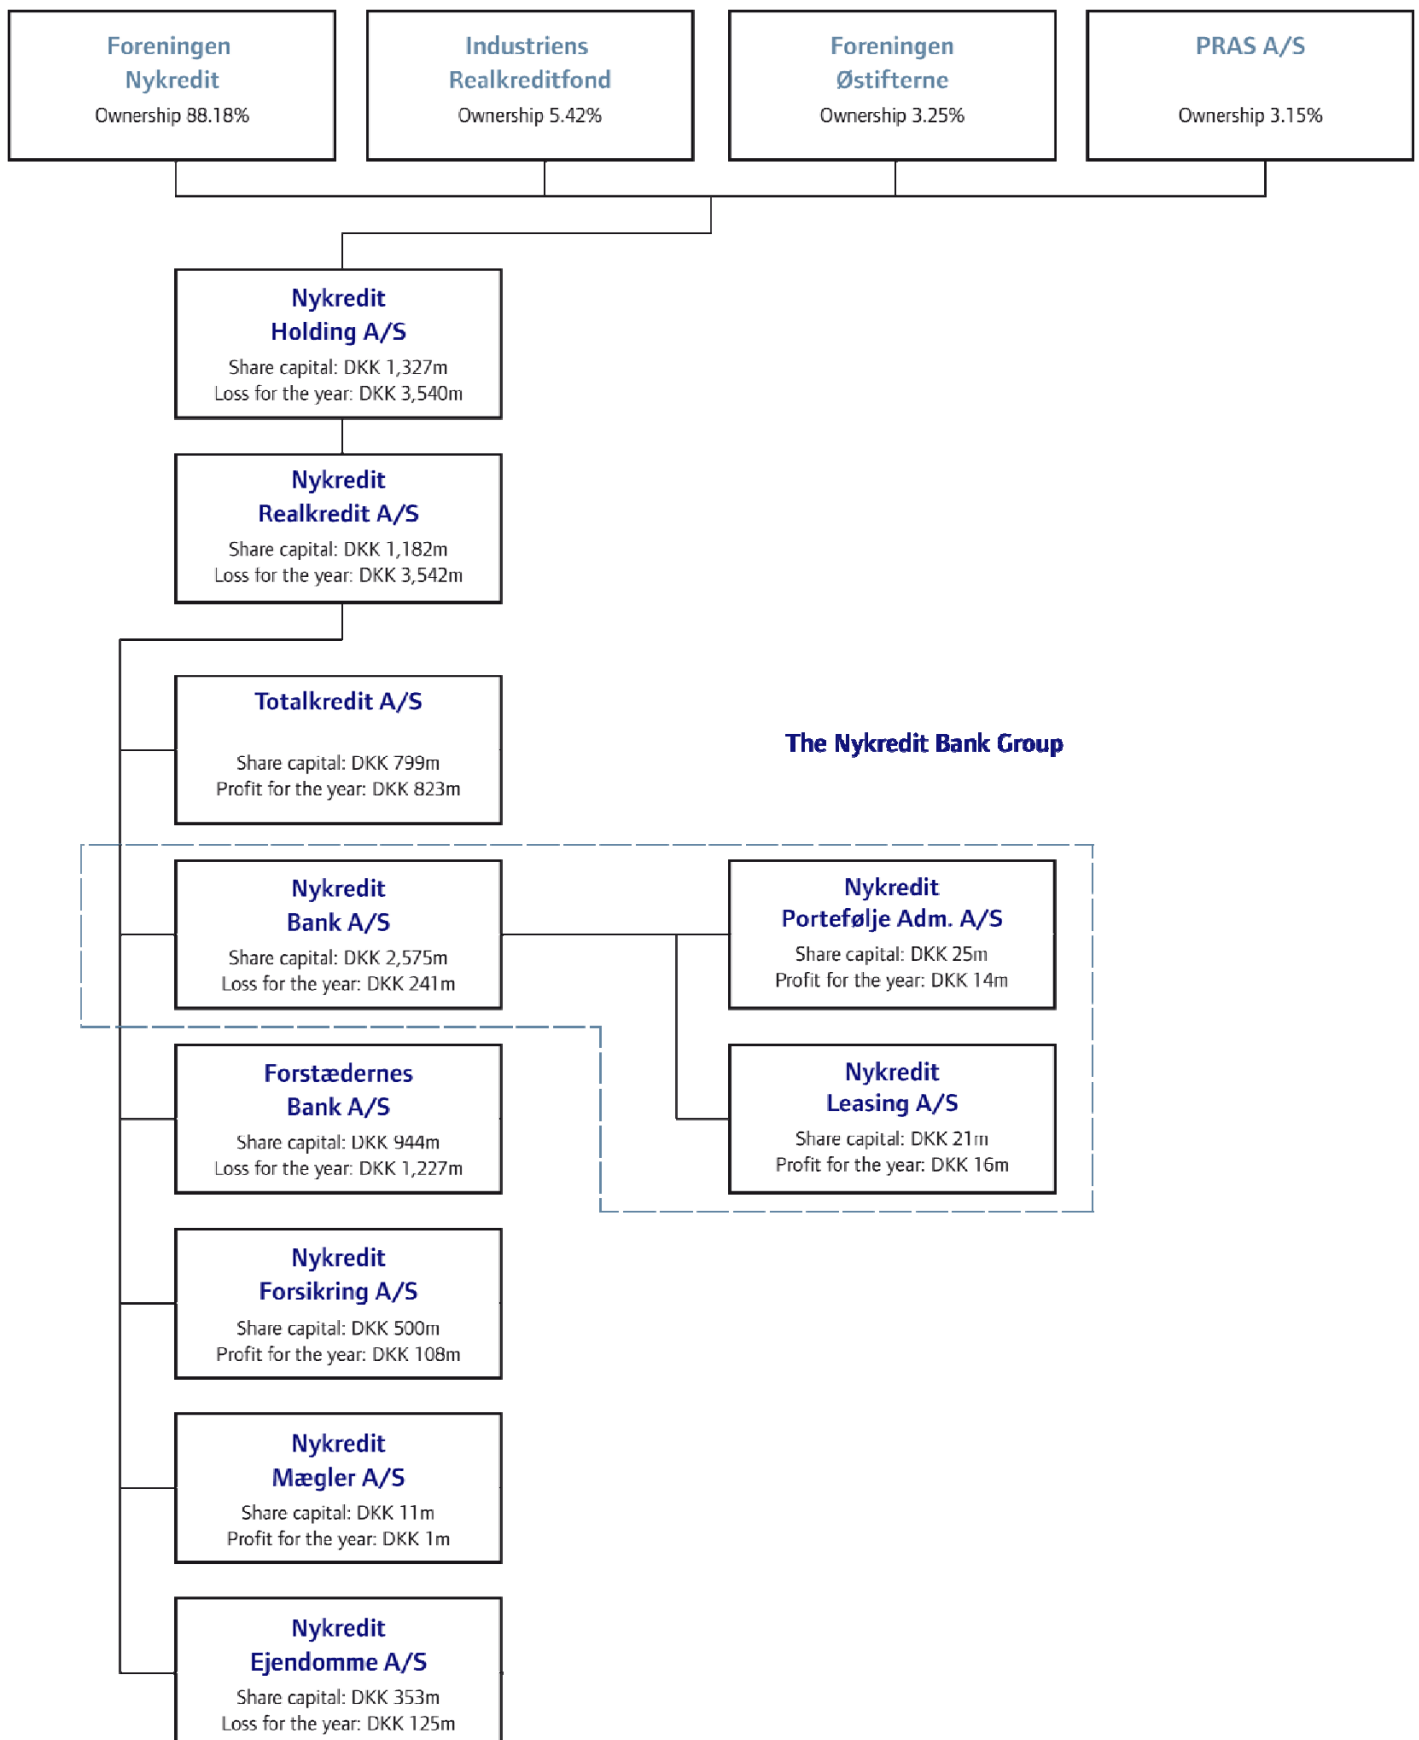 Foreningen
Nykredit
Ownership 88.18%
Industriens
Realkreditfond
Ownership 5.42%
Foreningen
Østifterne
Ownership 3.25%
PRAS A/S
Ownership 3.15%
Nykredit
Holding A/S
Share capital: DKK 1,327m
Loss for the year: DKK 3,540m
Nykredit
Realkredit A/S
Share capital: DKK 1,182m
Loss for the year: DKK 3,542m
Totalkredit A/S
Share capital: DKK 799m
Profit for the year: DKK 823m
The Nykredit Bank Group
Nykredit
Bank A/S
Share capital: DKK 2,575m
Loss for the year: DKK 241m
Nykredit
Portefølje Adm. A/S
Share capital: DKK 25m
Profit for the year: DKK 14m
Forstædernes
Bank A/S
Share capital: DKK 944m
Loss for the year: DKK 1,227m
Nykredit
Leasing A/S
Share capital: DKK 21m
Profit for the year: DKK 16m
Nykredit
Forsikring A/S
Share capital: DKK 500m
Profit for the year: DKK 108m
Nykredit
Mægler A/S
Share capital: DKK 11m
Profit for the year: DKK 1m
Nykredit
Ejendomme A/S
Share capital: DKK 353m
Loss for the year: DKK 125m